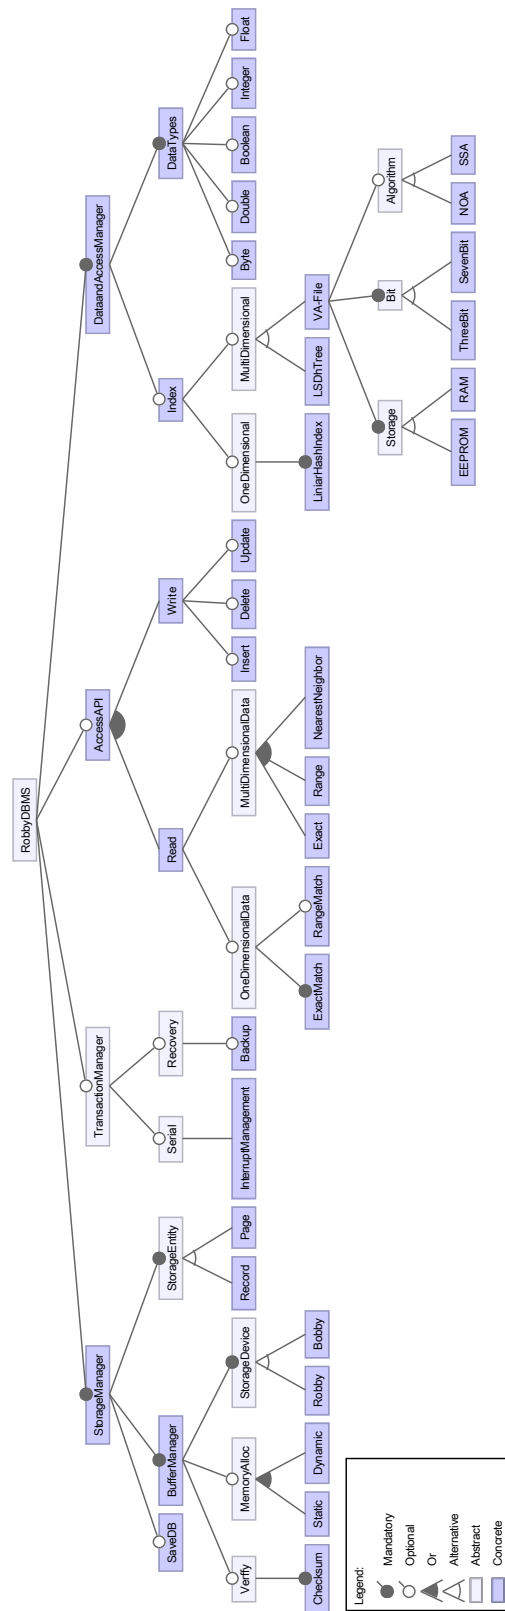 RobbyDBMS
StorageManager
TransactionManager
AccessAPI
DataandAccessManager
SaveDB
BufferManager
StorageEntity
Serial
Recovery
Read
Write
Index
DataTypes
Verffy
MemoryAlloc
StorageDevice
Record
Page
InterruptManagement
Backup
OneDimensionalData
MultiDimensionalData
Insert
Delete
Update
OneDimensional
MultiDimensional
Byte
Double
Boolean
Integer
Float
Checksum
Static
Dynamic
Robby
Bobby
ExactMatch
RangeMatch
Exact
Range
NearestNeighbor
LiniarHashIndex
LSDhTree
VA-File
Storage
Bit
Algorithm
EEPROM
RAM
ThreeBit
SevenBit
NOA
SSA
Legend:
Mandatory
Optional
Or
Alternative
Abstract
Concrete